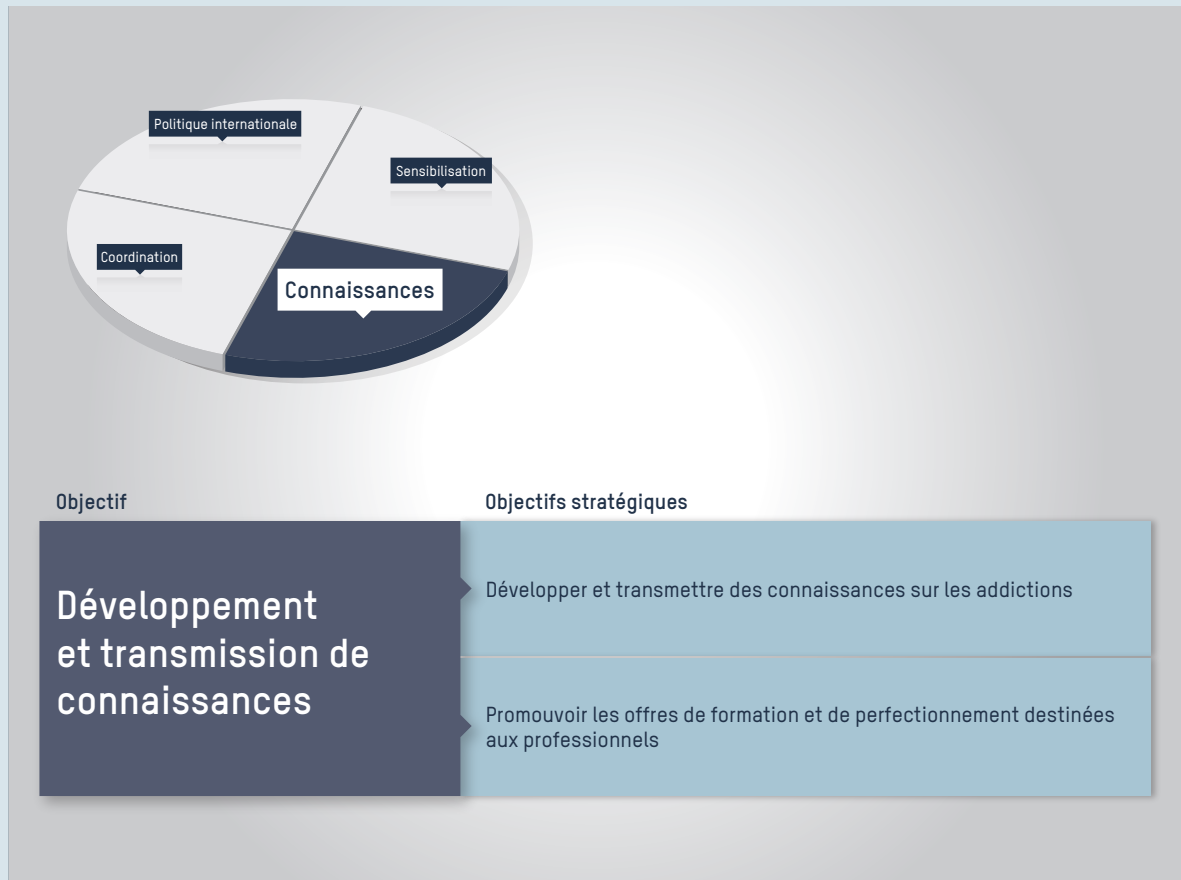 Politique internationale
Sensibilisation
Coordination
Connaissances
Objectif
Objectifs stratégiques
Développement
et transmission de
connaissances
Développer et transmettre des connaissances sur les addictions
Promouvoir les offres de formation et de perfectionnement destinées
aux professionnels